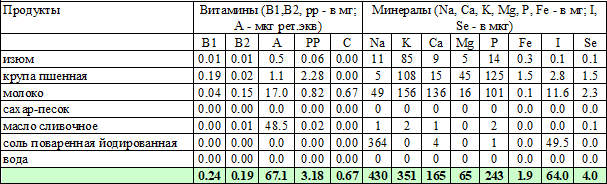 Продукты Витамины (B1,B2, рр - в мг; Минералы (Na, Ca, K, Mg, P, Fe - в мг; I,
А - мкг рет.экв) Se - в мкг)
B1 B2 A PP C Na K Ca Mg P Fe I Se
изюм 0.01 0.01 0.5 0.06 0.00 11 85 9 5 14 0.3 0.1 0.1
крупа пшенная 0.19 0.02 1.1 2.28 0.00 5 108 15 45 125 1.5 2.8 1.5
молоко 0.04 0.15 17.0 0.82 0.67 49 156 136 16 101 0.1 11.6 2.3
сахар-песок 0.00 0.00 0.0 0.00 0.00 0 0 0 0 0 0.0 0.0 0.0
масло сливочное 0.00 0.01 48.5 0.02 0.00 1 2 1 0 2 0.0 0.0 0.1
соль поваренная йодированная 0.00 0.00 0.0 0.00 0.00 364 0 4 0 1 0.0 49.5 0.0
вода 0.00 0.00 0.0 0.00 0.00 0 0 0 0 0 0.0 0.0 0.0
0.24 0.19 67.1 3.18 0.67 430 351 165 65 243 1.9 64.0 4.0